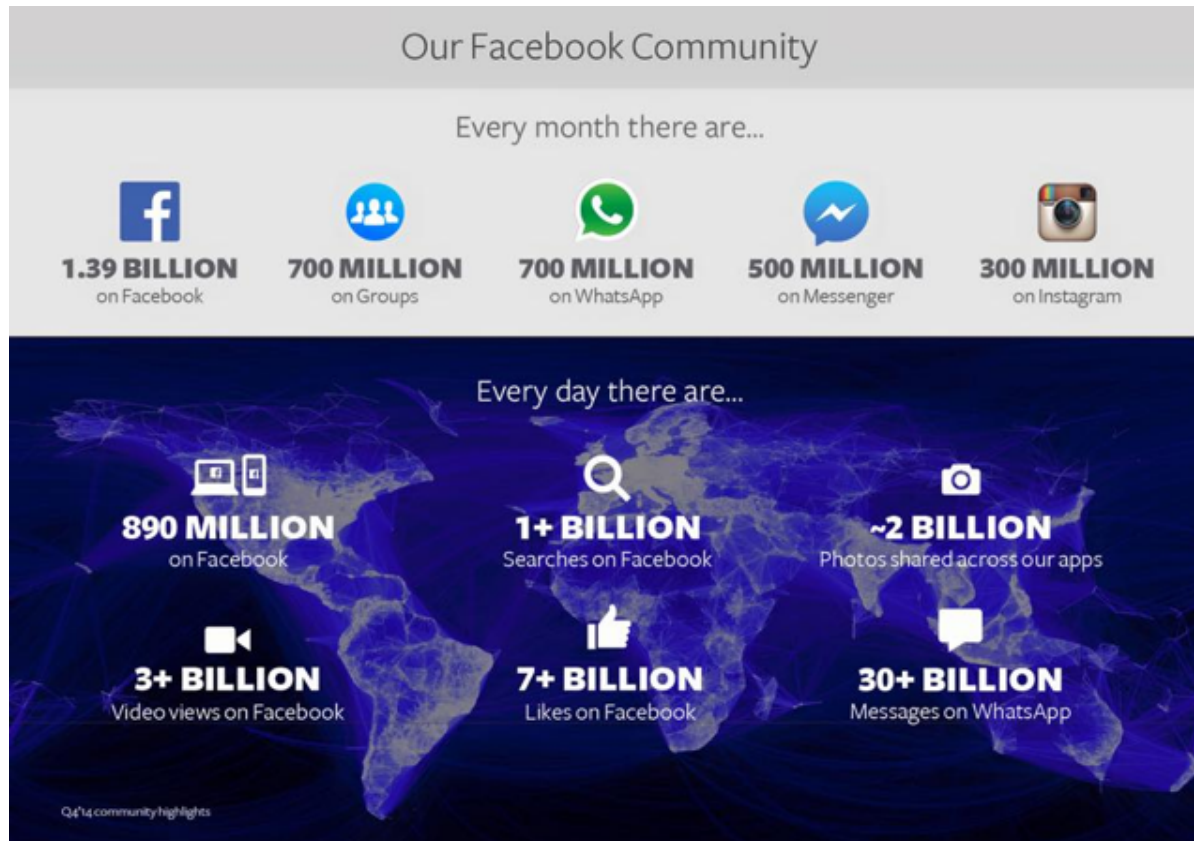 Our Facebook Community
Every month there are...
1.39 BILLION
on Facebook
700 MILLION
on Groups
700 MILLION
on WhatsApp
500 MILLION
on Messenger
300 MILLION
on Instagram
Every day there are...
890 MILLION
on Facebook
1+ BILLION
Searches on Facebook
~2 BILLION
Photos shared across our apps
3+ BILLION
Video views on Facebook
7+ BILLION
Likes on Facebook
30+ BILLION
Messages on WhatsApp
Q4'14 community highlights